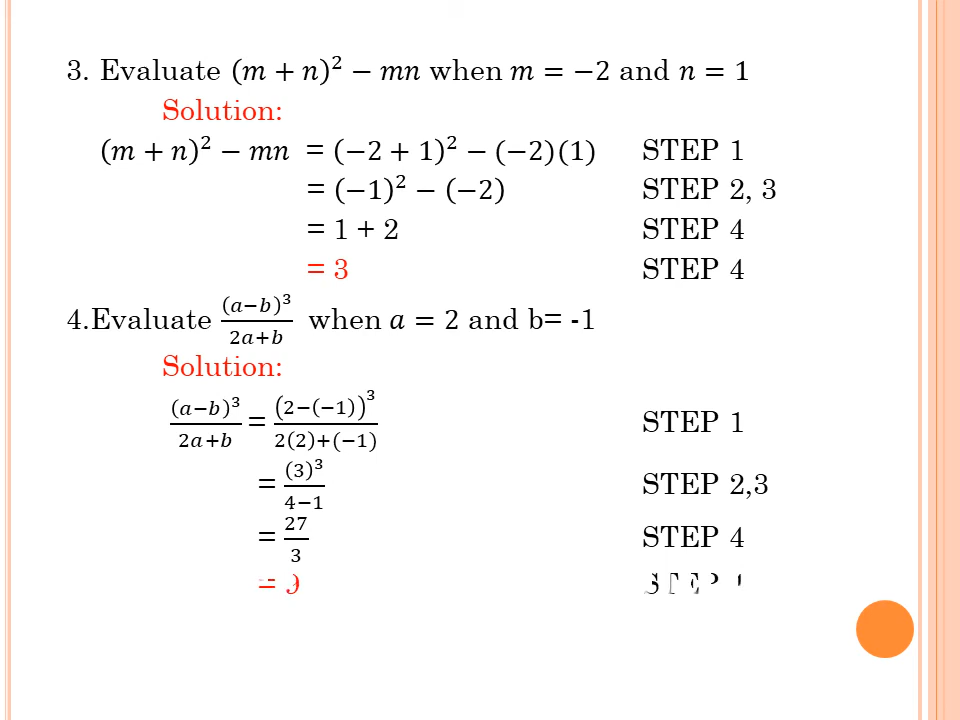 3. Evaluate (m + n)² − mn when m = −2 and n = 1
Solution:
(m + n)² − mn = (−2 + 1)² − (−2)(1) STEP 1
= (−1)² − (−2) STEP 2, 3
= 1 + 2 STEP 4
= 3 STEP 4
4.Evaluate (a−b)³/2a+b when a = 2 and b= -1
Solution:
(a−b)³/2a+b = (2−(−1))³/2(2)+(−1) STEP 1
= (3)³/4−1 STEP 2,3
= 27/3 STEP 4
= 9 STEP